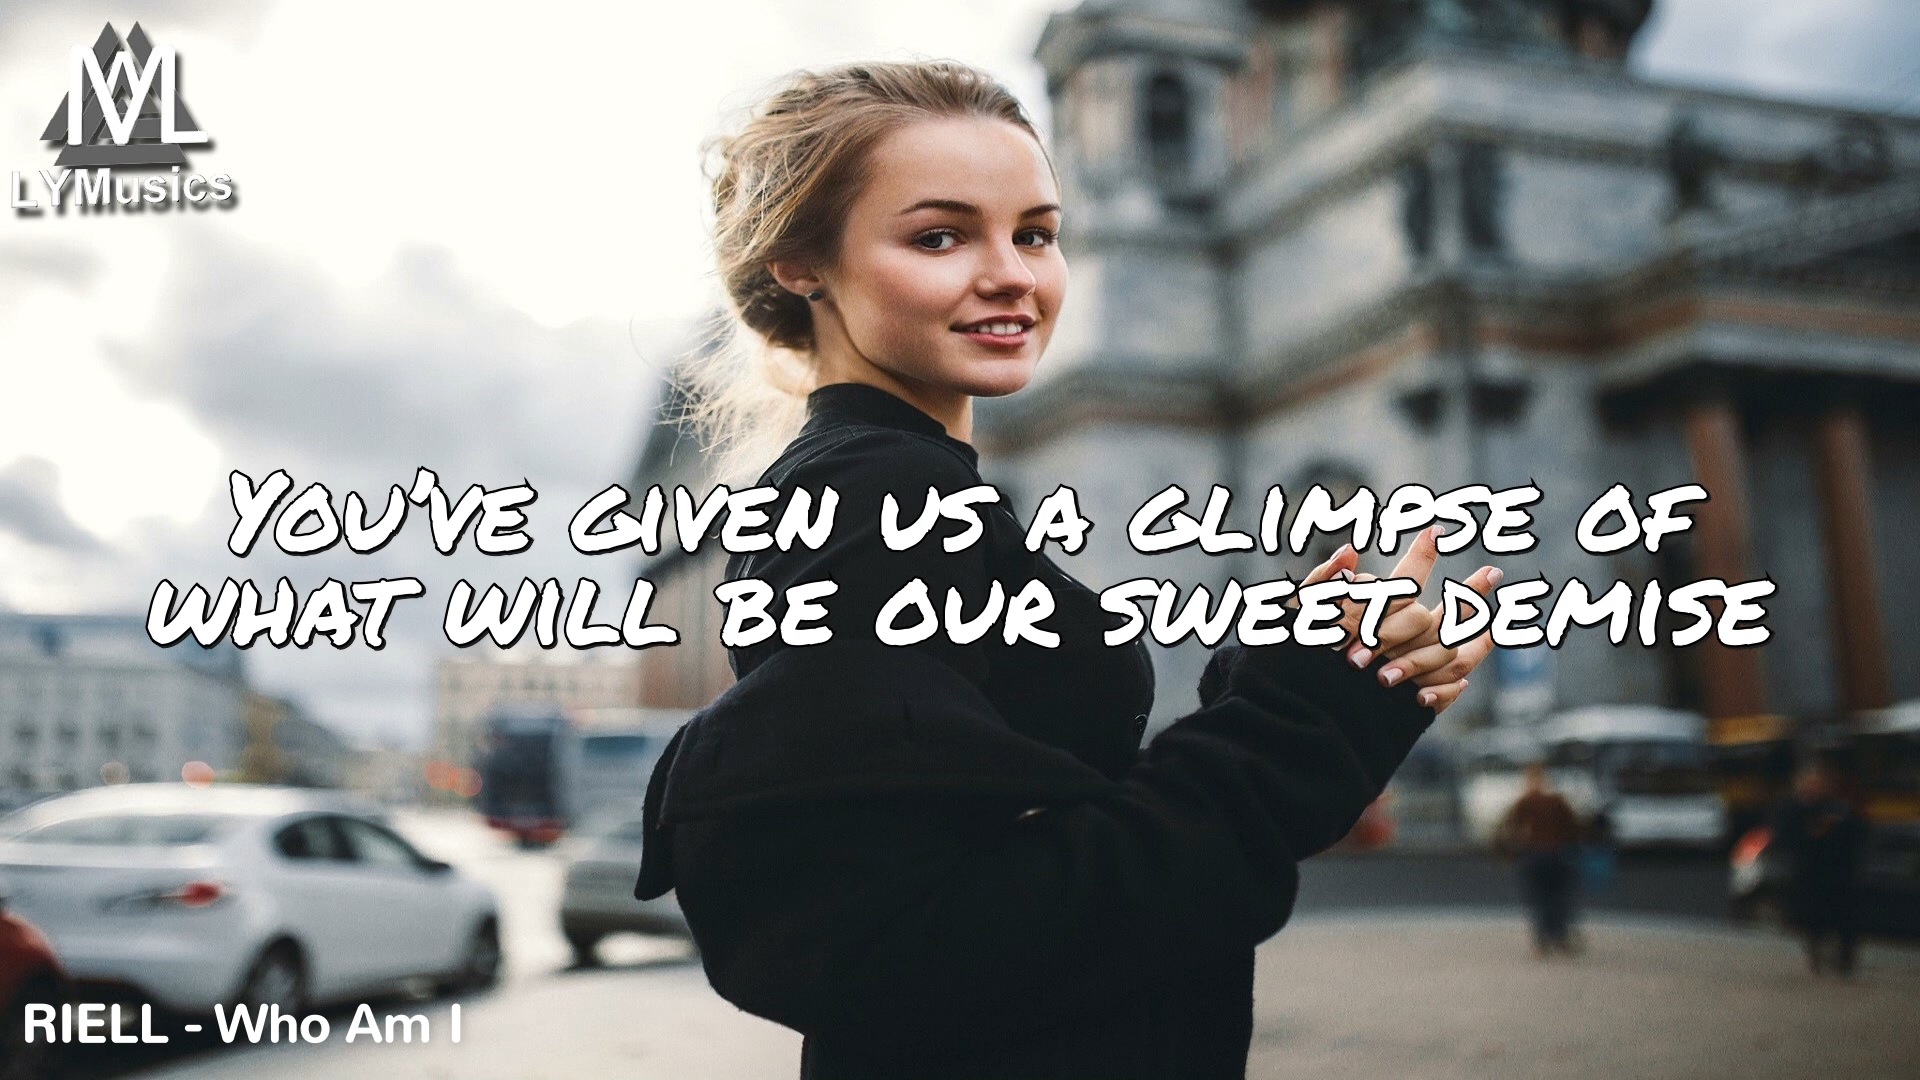 LYMusics
You've given us a glimpse of
what will be our sweet demise
RIELL - Who Am I